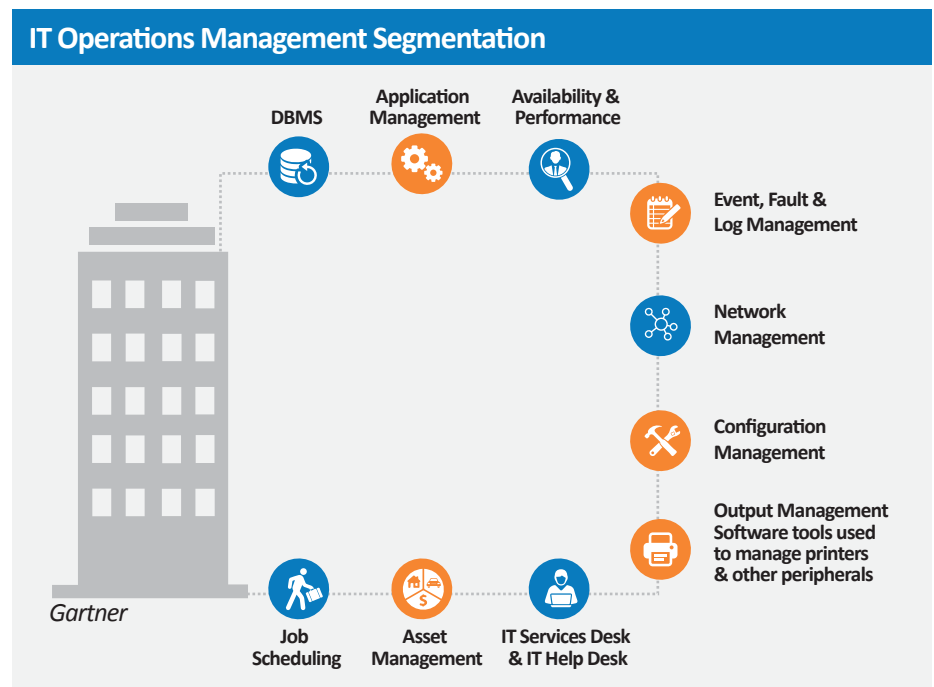 IT Operations Management Segmentation
DBMS
Application
Management
Availability &
Performance
Event, Fault &
Log Management
Network
Management
Configuration
Management
Output Management
Software tools used
to manage printers
& other peripherals
Gartner
Job
Scheduling
$
Asset
Management
IT Services Desk
& IT Help Desk